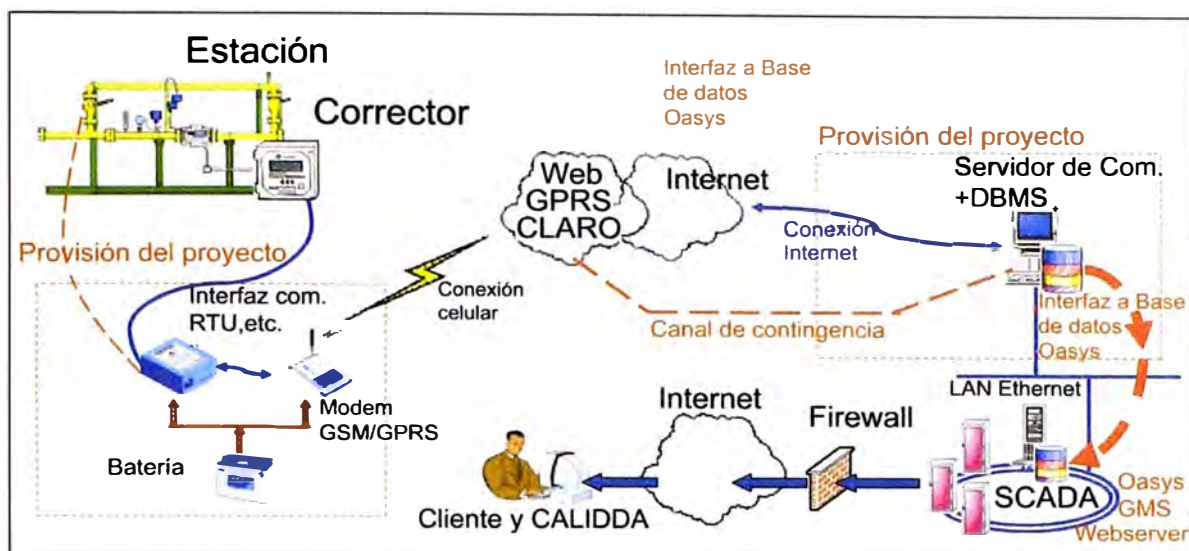 Estación
Corrector
Interfaz a Base
de datos
Oasys
Provisión del proyecto
Servidor de Com.
+DBMS
Web
GPRS
CLARO
Internet
Conexión
Internet
Provisión del proyecto
Interfaz com.
RTU,etc.
Conexión
celular
Canal de contingencia
Interfaz a Base
de datos
Oasys
Modem
GSM/GPRS
Batería
LAN Ethernet
Internet
Firewall
Cliente y CALIDDA
SCADA
Oasys
GMS
Webserver